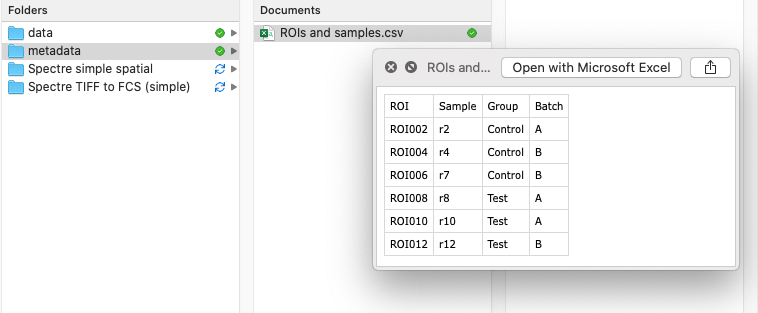 Folders
data
metadata
Spectre simple spatial
Spectre TIFF to FCS (simple)
Documents
ROIs and samples.csv
ROIs and...
Open with Microsoft Excel
ROI Sample Group Batch
ROI002 r2 Control A
ROI004 r4 Control B
ROI006 r7 Control B
ROI008 r8 Test A
ROI010 r10 Test A
ROI012 r12 Test B